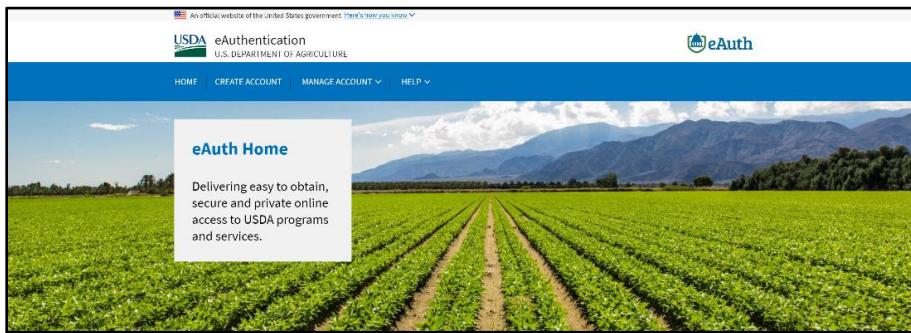 An official website of the United States government Here's how you know
USDA eAuthentication
U.S. DEPARTMENT OF AGRICULTURE
eAuth
HOME CREATE ACCOUNT MANAGE ACCOUNT HELP
eAuth Home
Delivering easy to obtain,
secure and private online
access to USDA programs
and services.